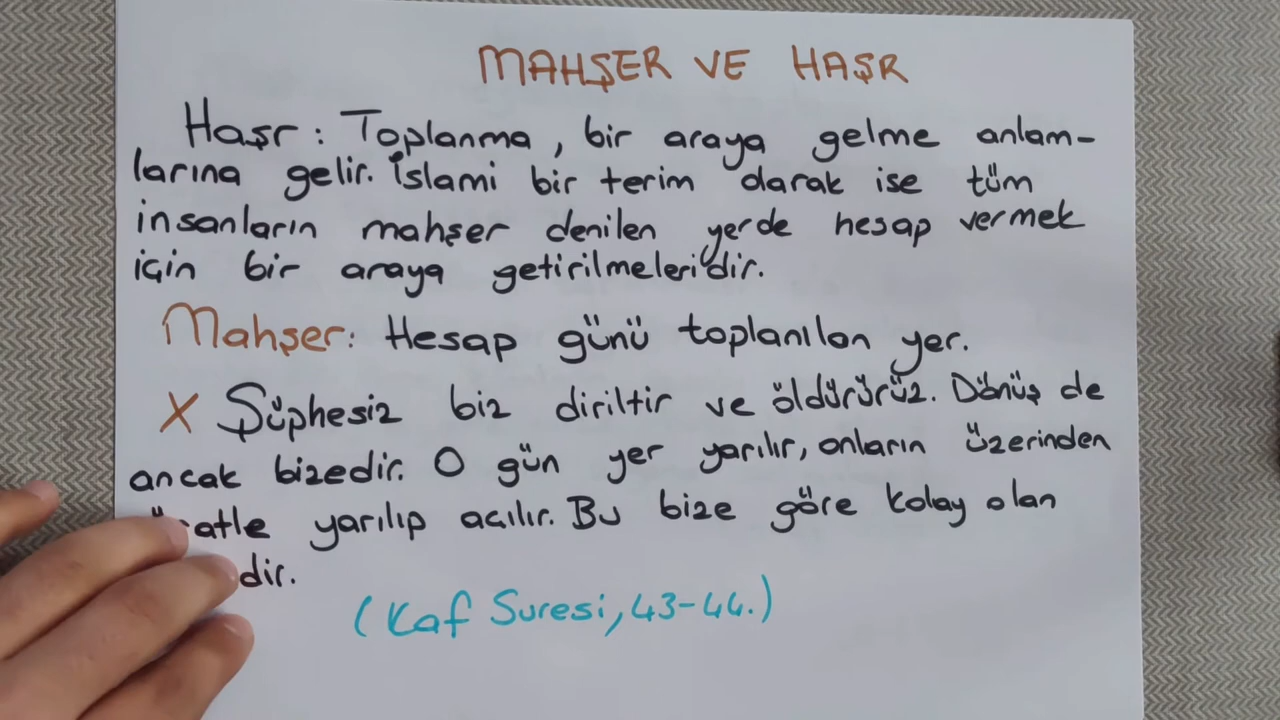 MAHŞER VE HAŞR
Haşr: Toplanma, bir araya gelme anlam-
larına gelir. İslami bir terim olarak ise tüm
insanların mahşer denilen yerde hesap vermek
için bir araya getirilmeleridir.
Mahşer: Hesap günü toplanılan yer.
X Şüphesiz biz diriltir ve öldürürüz. Dönüş de
ancak bizedir. O gün yer yarılır, onların üzerinden
yarılıp açılır. Bu bize göre kolay olan
(Kaf Suresi, 43-44.)